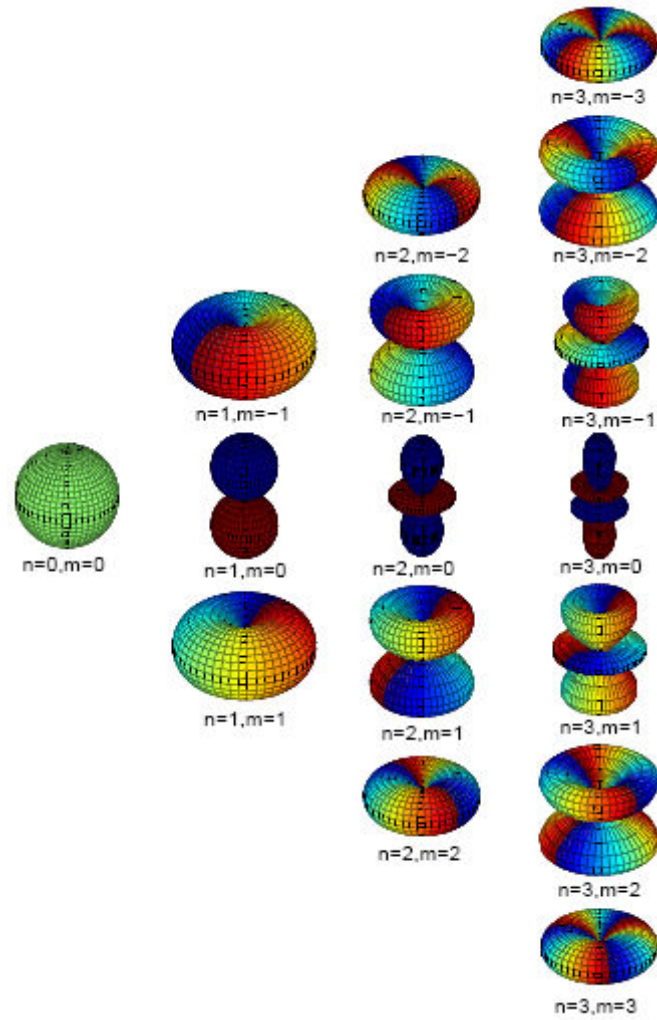 n=3,m=−3
n=2,m=−2
n=3,m=−2
n=1,m=−1
n=2,m=−1
n=3,m=−1
n=0,m=0
n=1,m=0
n=2,m=0
n=3,m=0
n=1,m=1
n=2,m=1
n=3,m=1
n=2,m=2
n=3,m=2
n=3,m=3